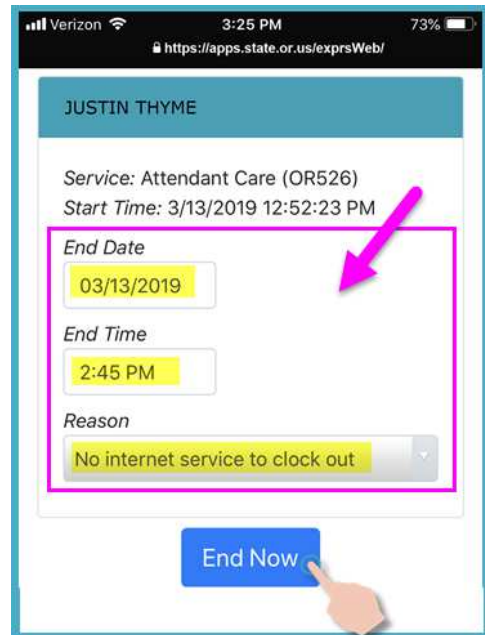 Verizon 3:25 PM 73%
https://apps.state.or.us/exprsWeb/
JUSTIN THYME
Service: Attendant Care (OR526)
Start Time: 3/13/2019 12:52:23 PM
End Date
03/13/2019
End Time
2:45 PM
Reason
No internet service to clock out
End Now